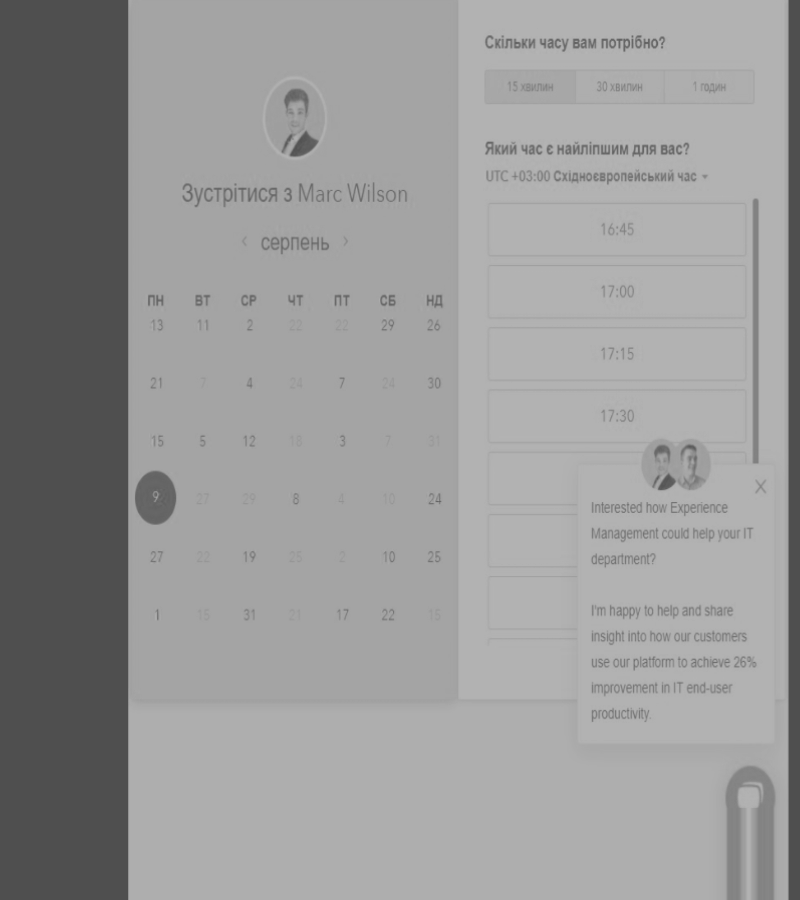 Зустрітися з Marc Wilson
серпень
ПН ВТ СР ЧТ ПТ СБ НД
13 11 2 22 22 29 26
21 7 4 24 7 24 30
15 5 12 18 3 7 31
9 27 29 8 4 10 24
27 22 19 25 2 10 25
1 15 31 21 17 22 15
Скільки часу вам потрібно?
15 хвилин 30 хвилин 1 годин
Який час є найліпшим для вас?
UTC +03:00 Східноєвропейський час
16:45
17:00
17:15
17:30
Interested how Experience
Management could help your IT
department?
I'm happy to help and share
insight into how our customers
use our platform to achieve 26%
improvement in IT end-user
productivity.